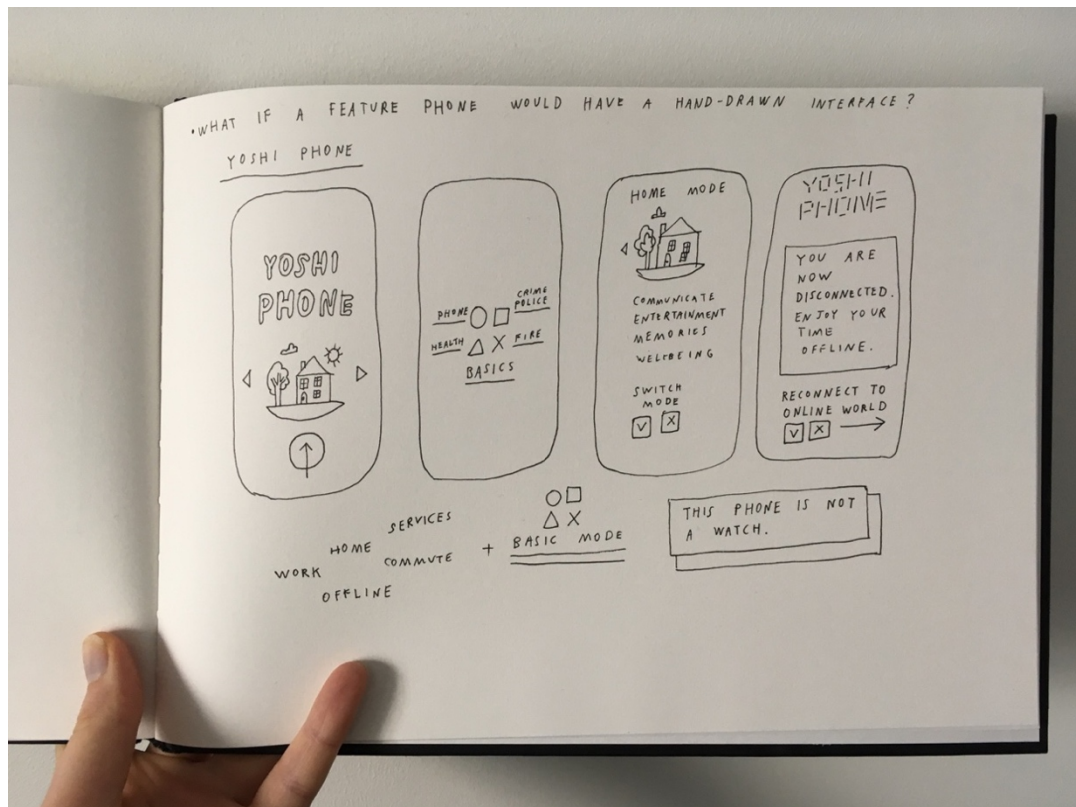 •WHAT IF A FEATURE PHONE WOULD HAVE A HAND-DRAWN INTERFACE?
YOSHI PHONE
YOSHI
PHONE
PHONE
CRIME
POLICE
HEALTH
FIRE
BASICS
HOME MODE
COMMUNICATE
ENTERTAINMENT
MEMORIES
WELLBEING
SWITCH
MODE
V X
YOSHI
PHONE
YOU ARE
NOW
DISCONNECTED.
ENJOY YOUR
TIME
OFFLINE.
RECONNECT TO
ONLINE WORLD
V X
SERVICES
HOME
COMMUTE
WORK
OFFLINE
+ BASIC MODE
THIS PHONE IS NOT
A WATCH.